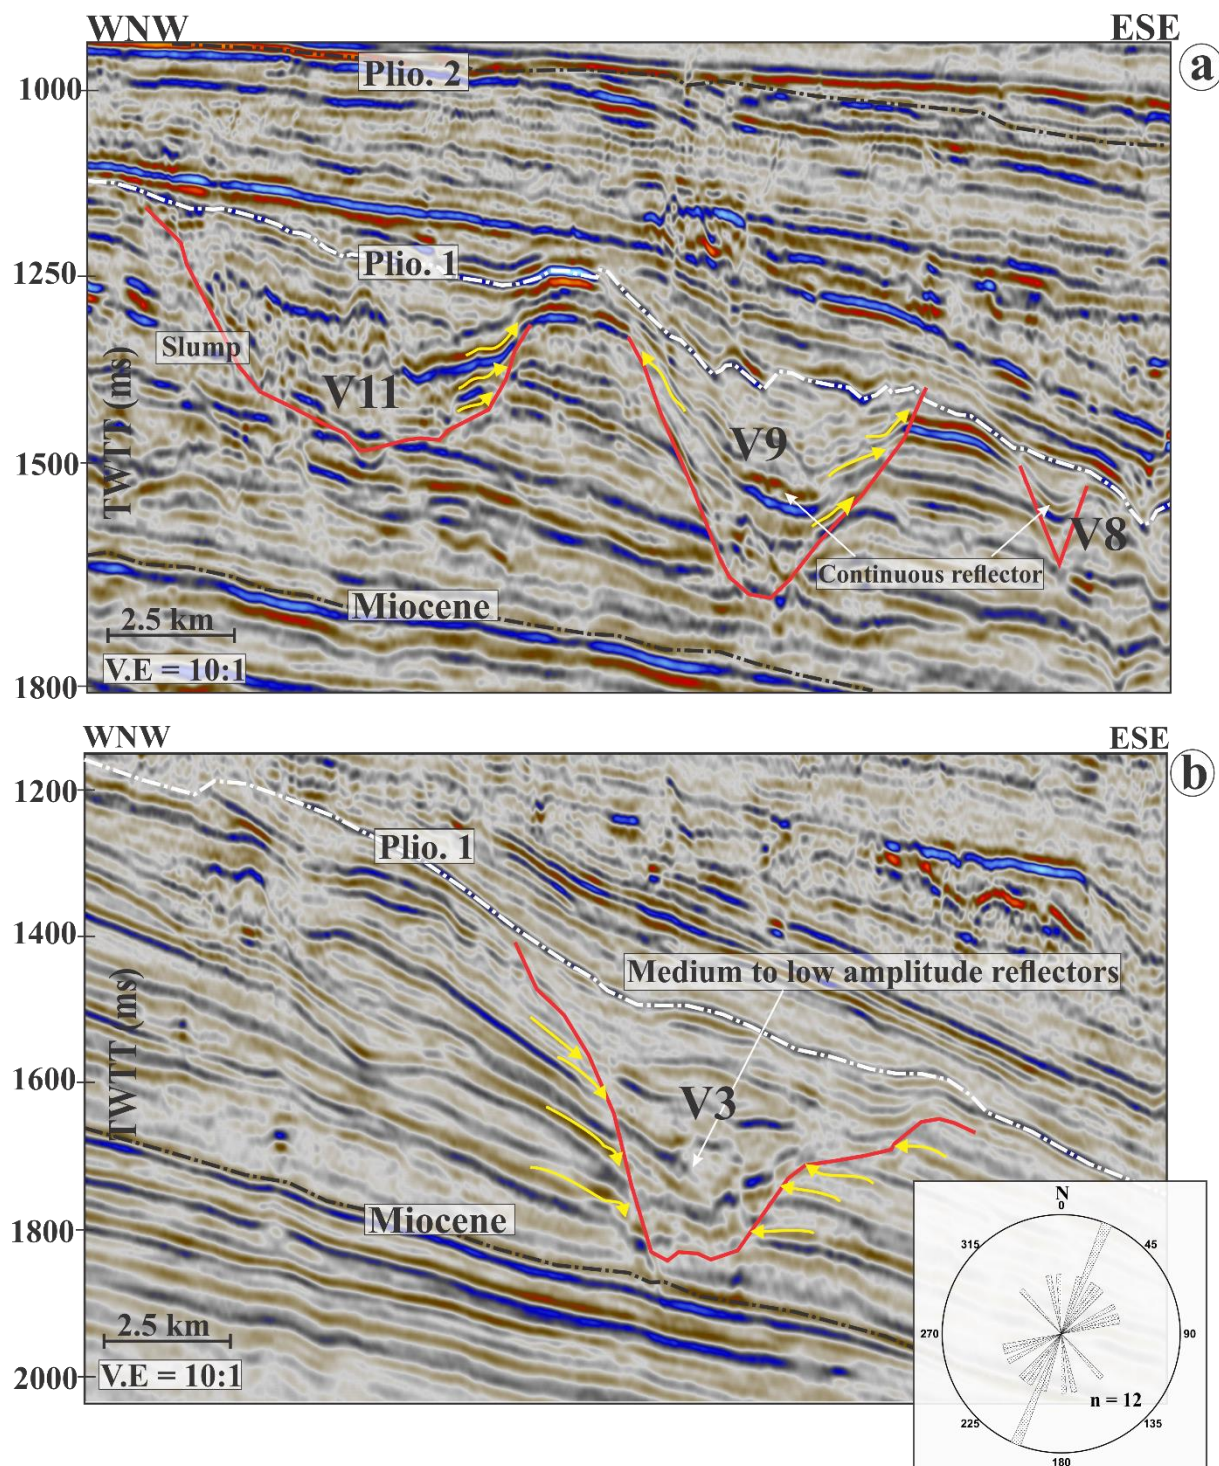 WNW
ESE
a
Plio. 2
1000
Plio. 1
1250
Slump
V11
V9
TWTT (ms)
1500
V8
Continuous reflector
Miocene
2.5 km
V.E = 10:1
1800
WNW
ESE
b
1200
Plio. 1
1400
Medium to low amplitude reflectors
TWTT (ms)
1600
V3
Miocene
1800
2.5 km
V.E = 10:1
2000
N
0
315
45
270
90
n = 12
225
135
180